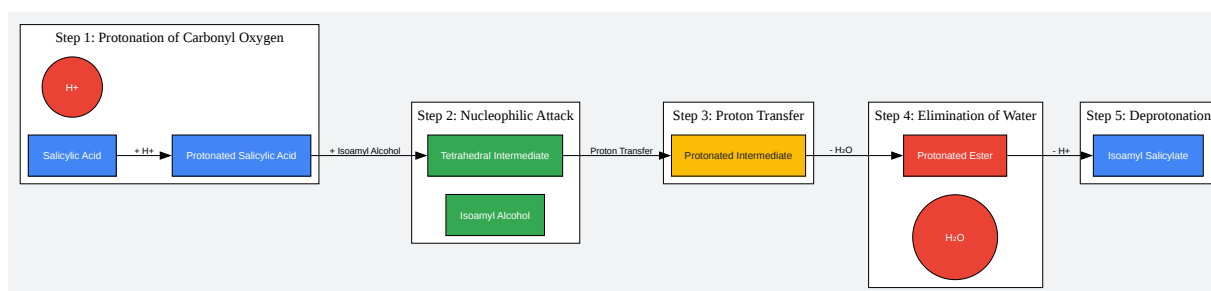 Step 1: Protonation of Carbonyl Oxygen
H+
Salicylic Acid
+ H+
Protonated Salicylic Acid
+ Isoamyl Alcohol
Step 2: Nucleophilic Attack
Tetrahedral Intermediate
Isoamyl Alcohol
Proton Transfer
Step 3: Proton Transfer
Protonated Intermediate
- H₂O
Step 4: Elimination of Water
Protonated Ester
H₂O
- H+
Step 5: Deprotonation
Isoamyl Salicylate